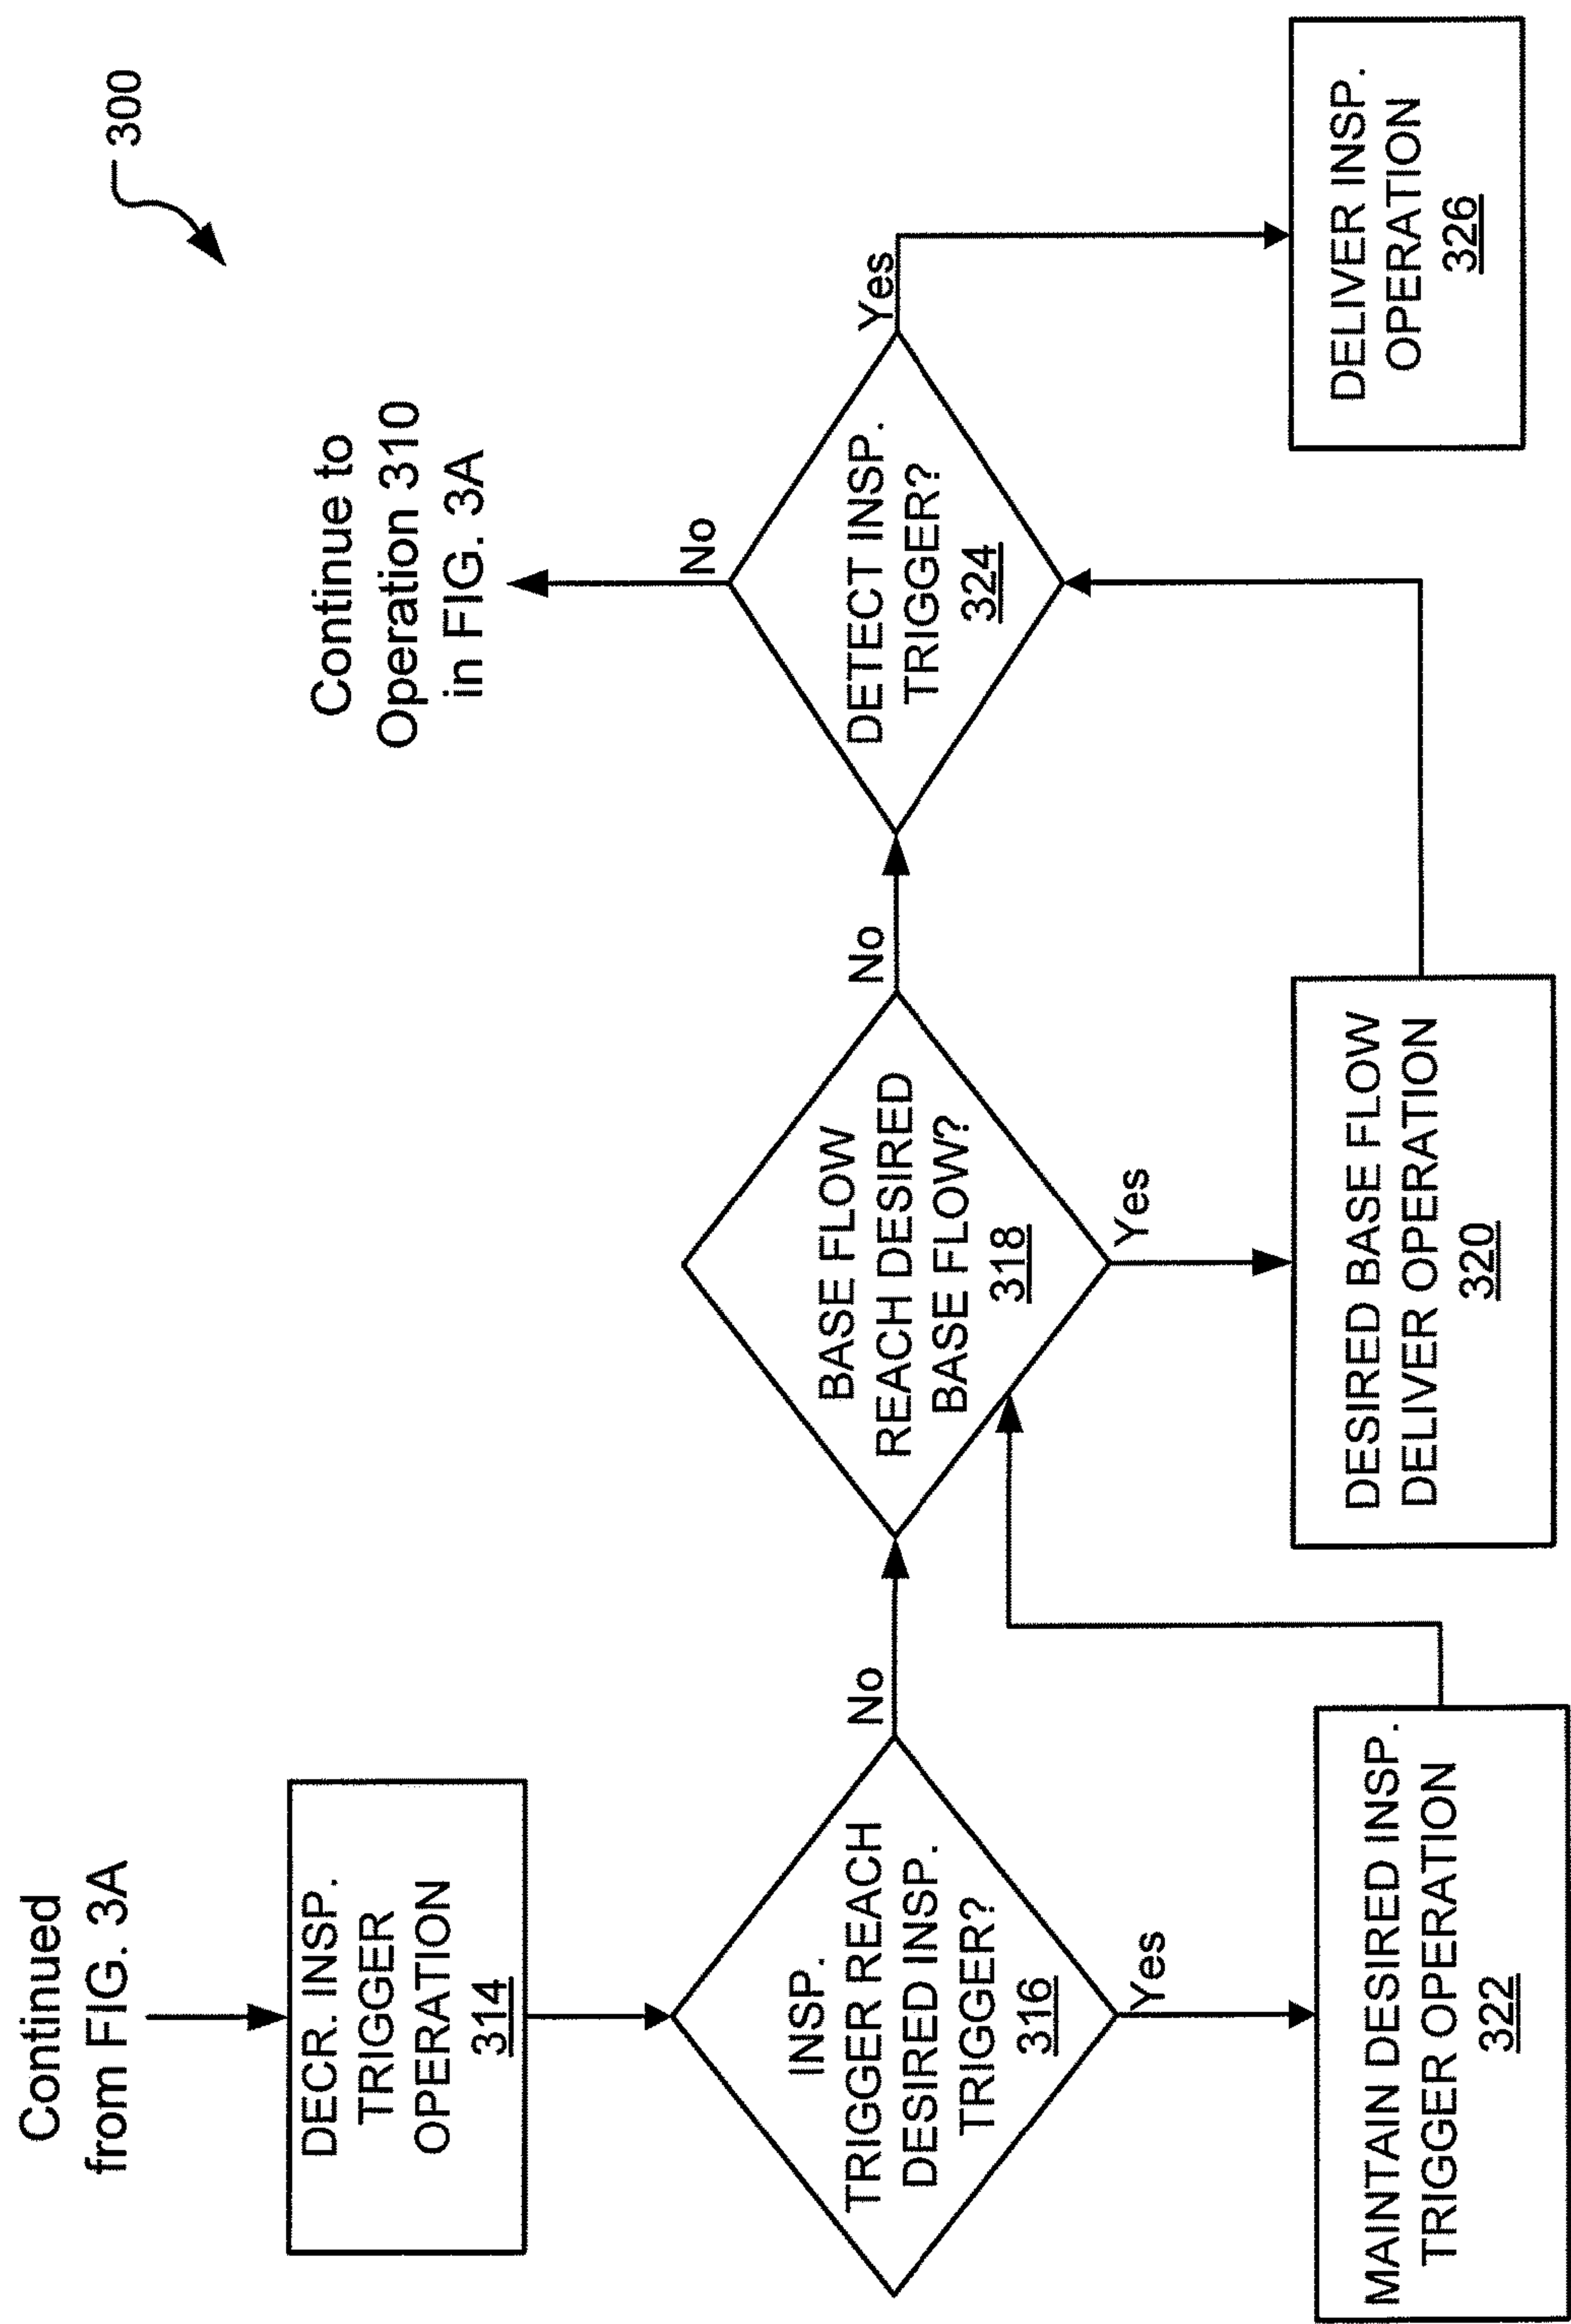 300
Continued
from FIG. 3A
DECR. INSP.
TRIGGER
OPERATION
314
INSP.
TRIGGER REACH
DESIRED INSP.
TRIGGER?
316
No
Yes
MAINTAIN DESIRED INSP.
TRIGGER OPERATION
322
BASE FLOW
REACH DESIRED
BASE FLOW?
318
No
Yes
DESIRED BASE FLOW
DELIVER OPERATION
320
DETECT INSP.
TRIGGER?
324
No
Continue to
Operation 310
in FIG. 3A
Yes
DELIVER INSP.
OPERATION
326